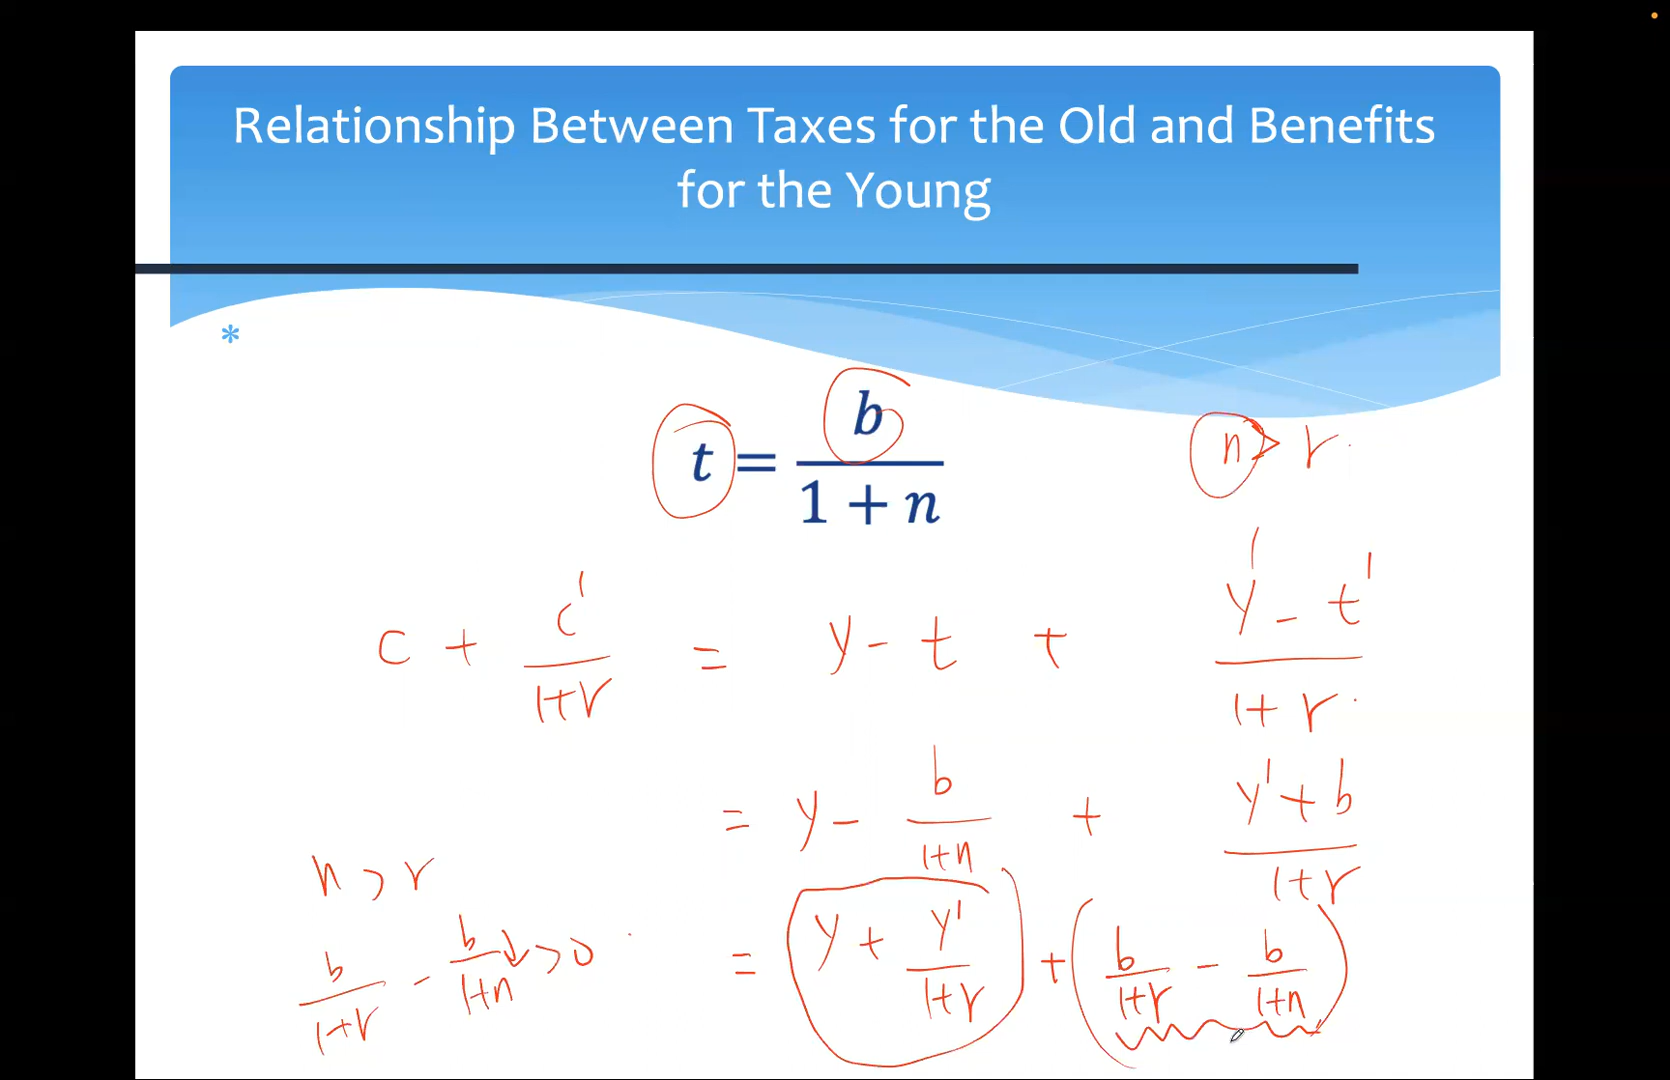 Relationship Between Taxes for the Old and Benefits
for the Young
*
t = b / (1 + n)
n > r
c + c' / (1+r) = y - t + (y' - t') / (1+r)
= y - b / (1+n) + (y' + b) / (1+r)
n > r
= y + y' / (1+r) + ( b / (1+r) - b / (1+n) )
b / (1+r) - b / (1+n) ↓ > 0